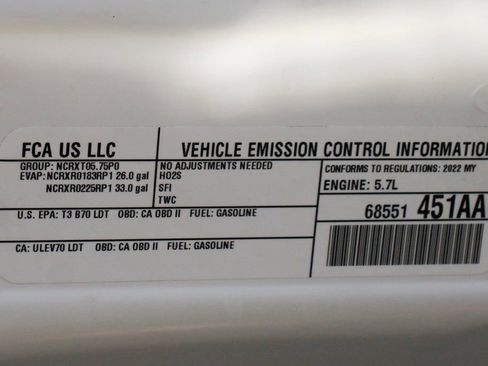 FCA US LLC
VEHICLE EMISSION CONTROL INFORMATION
GROUP: NCRXT05.75P0
EVAP: NCRXR0183RP1 26.0 gal
NCRXR0225RP1 33.0 gal
NO ADJUSTMENTS NEEDED
HO2S
SFI
TWC
CONFORMS TO REGULATIONS: 2022 MY
ENGINE: 5.7L
U.S. EPA: T3 B70 LDT OBD: CA OBD II FUEL: GASOLINE
68551 451AA
CA: ULEV70 LDT OBD: CA OBD II FUEL: GASOLINE